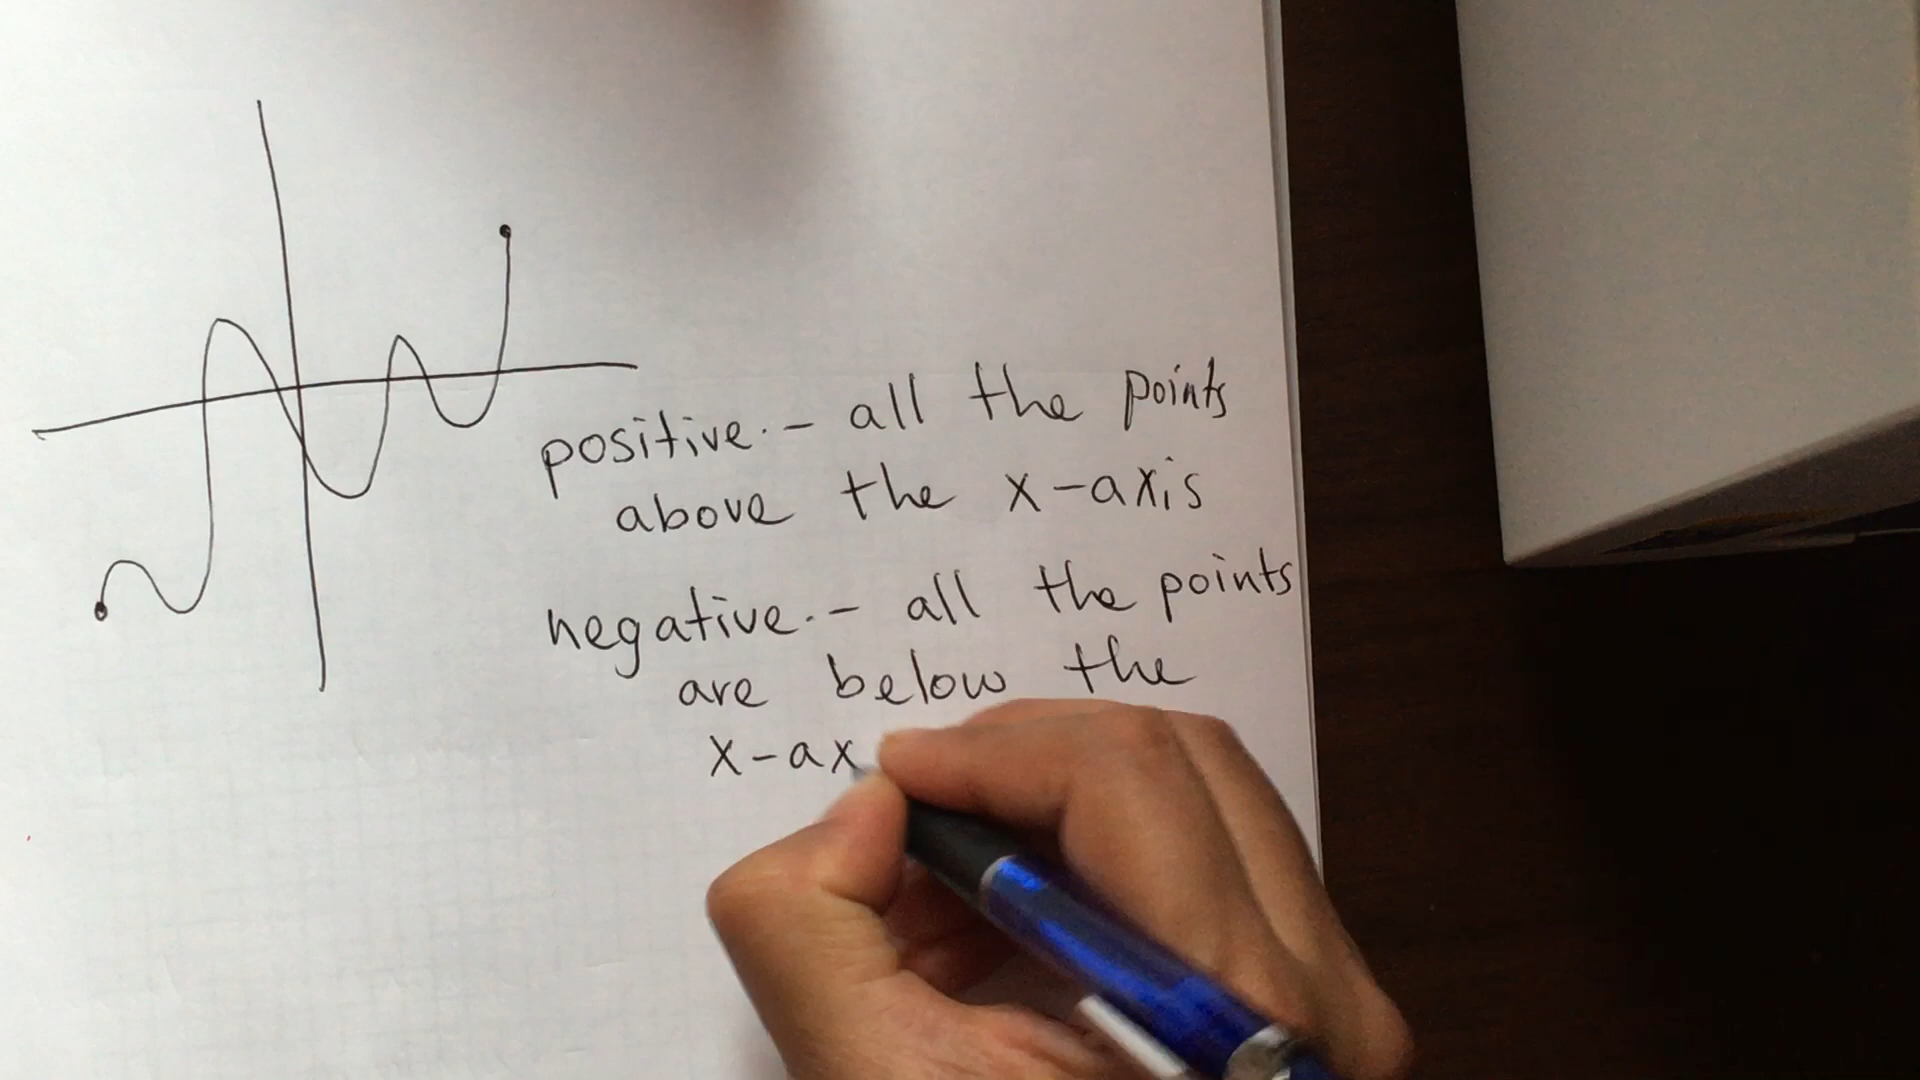 positive. - all the points
above the x-axis
negative. - all the points
are below the
x-ax